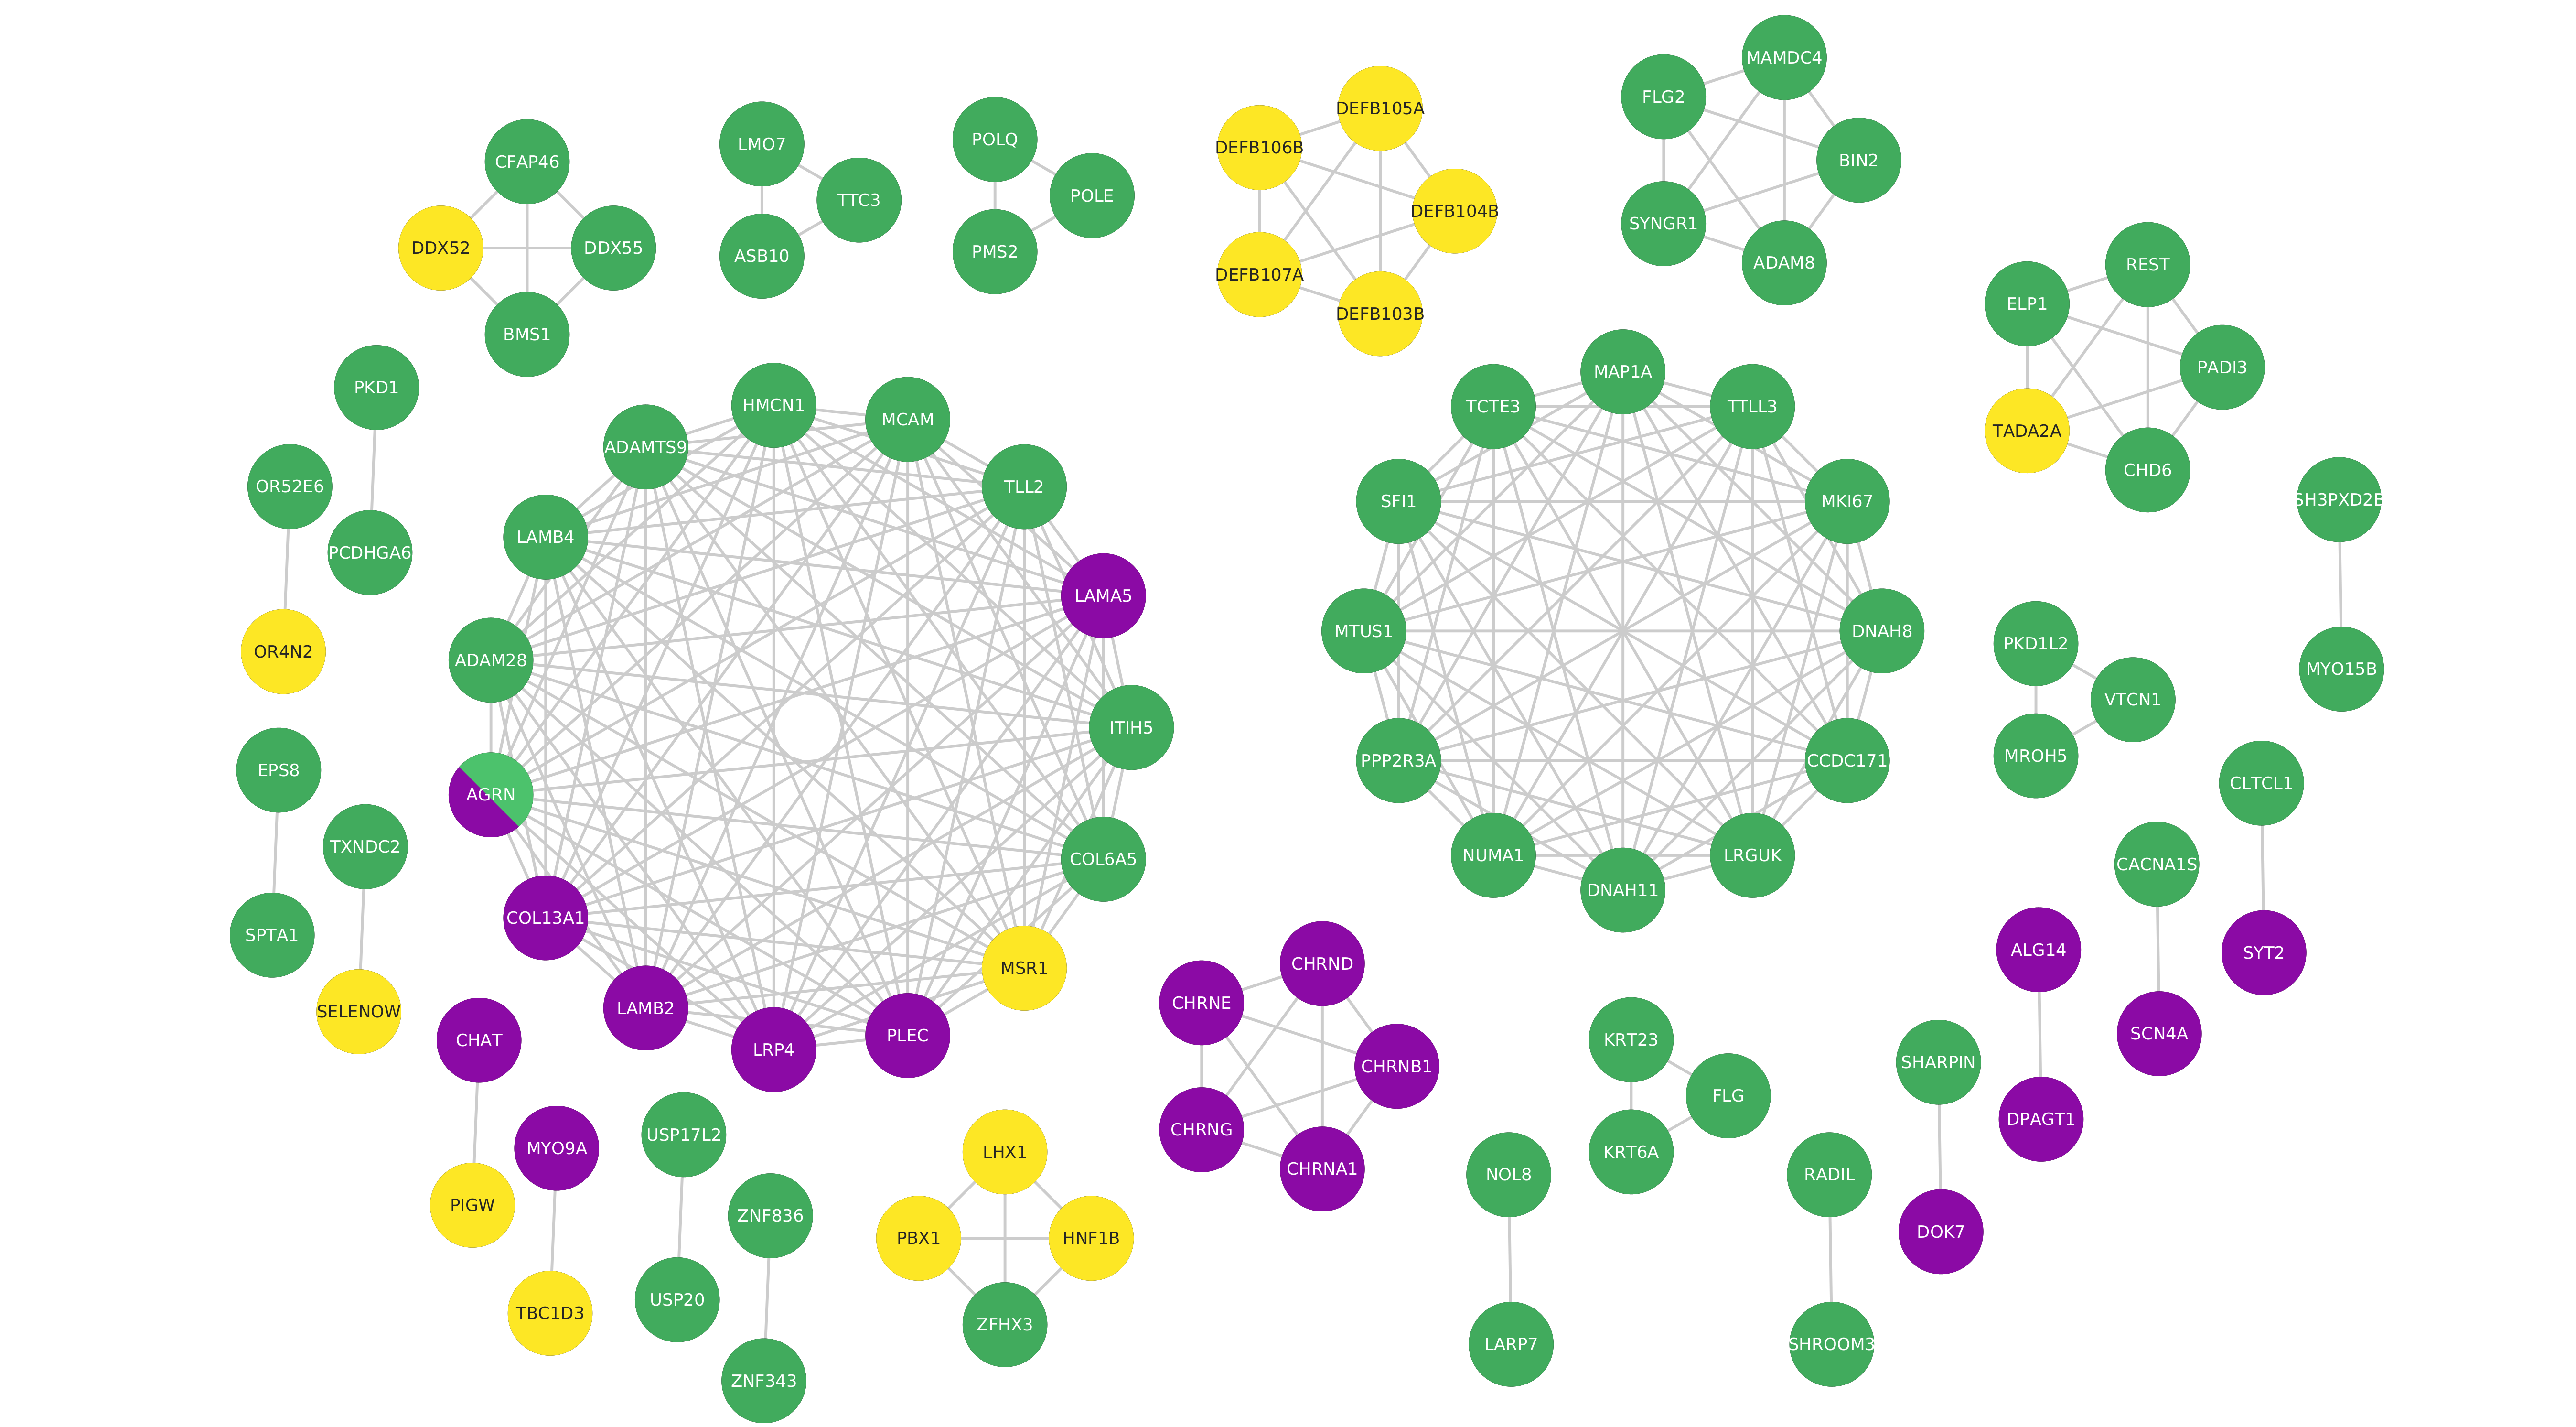 MAMDC4
FLG2
DEFB105A
POLQ
LMO7
DEFB106B
CFAP46
BIN2
POLE
TTC3
DEFB104B
SYNGR1
DDX52
DDX55
PMS2
ASB10
ADAM8
REST
DEFB107A
ELP1
DEFB103B
BMS1
PADI3
MAP1A
PKD1
HMCN1
TCTE3
TTLL3
MCAM
TADA2A
ADAMTS9
CHD6
OR52E6
TLL2
SH3PXD2B
SFI1
MKI67
LAMB4
PCDHGA6
LAMA5
MTUS1
DNAH8
PKD1L2
OR4N2
ADAM28
MYO15B
VTCN1
ITIH5
MROH5
PPP2R3A
CCDC171
EPS8
CLTCL1
AGRN
TXNDC2
NUMA1
LRGUK
COL6A5
CACNA1S
DNAH11
COL13A1
SPTA1
ALG14
SYT2
CHRND
MSR1
CHRNE
LAMB2
SELENOW
SCN4A
PLEC
CHAT
KRT23
LRP4
SHARPIN
CHRNB1
FLG
DPAGT1
CHRNG
USP17L2
MYO9A
LHX1
KRT6A
CHRNA1
NOL8
RADIL
PIGW
ZNF836
DOK7
PBX1
HNF1B
USP20
TBC1D3
ZFHX3
LARP7
SHROOM3
ZNF343